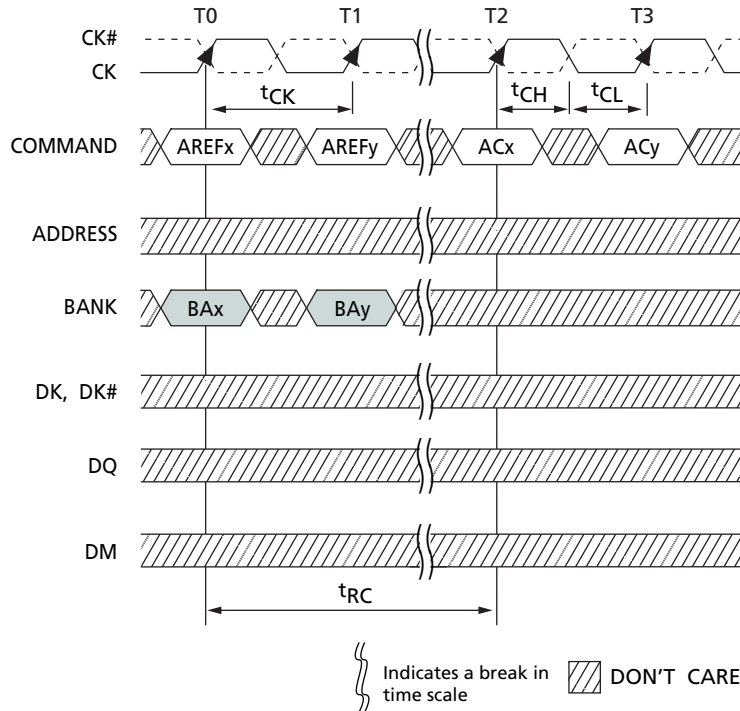 T0 T1 T2 T3
CK#
CK
tCK tCH tCL
COMMAND AREFx AREFy ACx ACy
ADDRESS
BANK BAx BAy
DK, DK#
DQ
DM
tRC
Indicates a break in
time scale
DON'T CARE